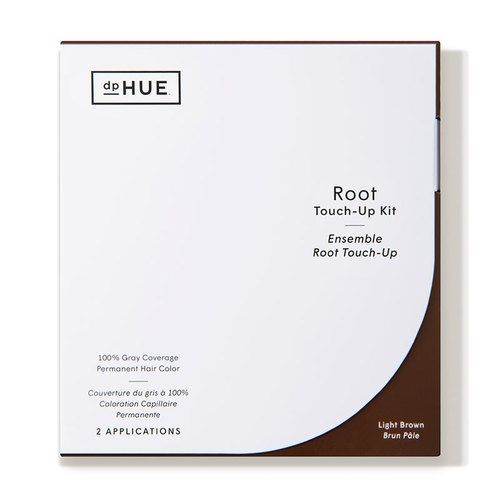 dpHUE
Root
Touch-Up Kit
Ensemble
Root Touch-Up
100% Gray Coverage
Permanent Hair Color
Couverture du gris à 100%
Coloration Capillaire
Permanente
2 APPLICATIONS
Light Brown
Brun Pâle